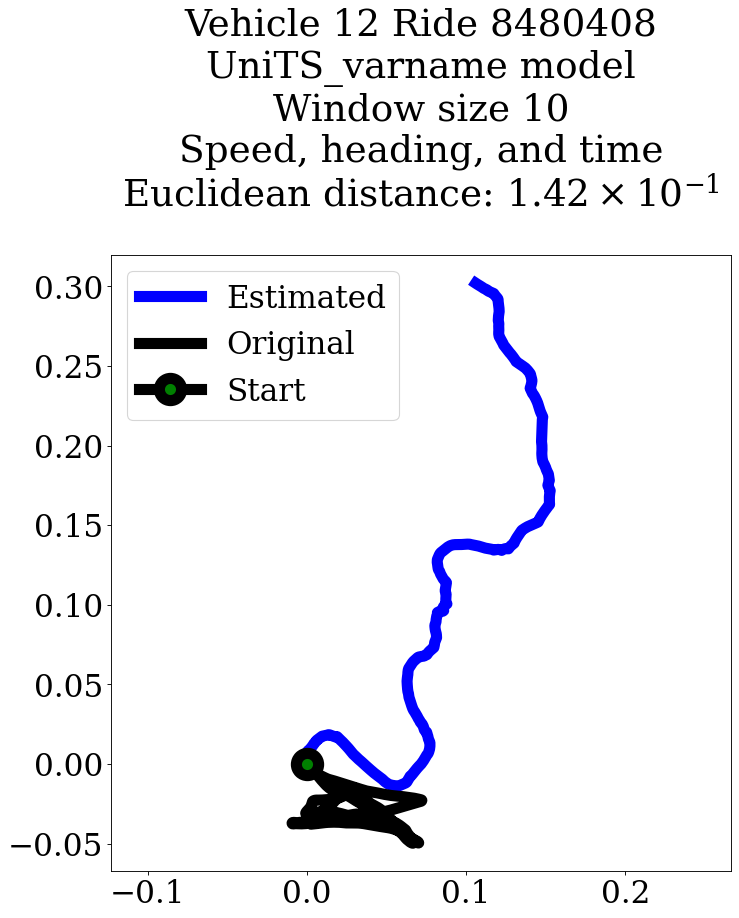 Vehicle 12 Ride 8480408
UniTS_varname model
Window size 10
Speed, heading, and time
Euclidean distance: 1.42 × 10⁻¹
Estimated
Original
Start
0.30
0.25
0.20
0.15
0.10
0.05
0.00
−0.05
−0.1 0.0 0.1 0.2